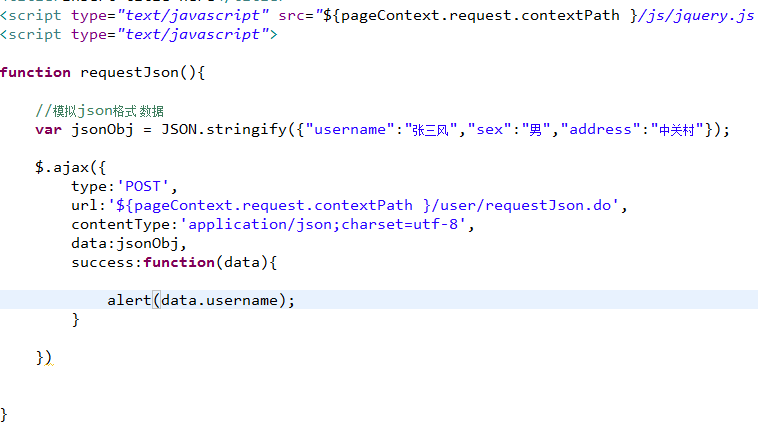 <script type="text/javascript" src="${pageContext.request.contextPath }/js/jquery.js
<script type="text/javascript">
function requestJson(){
//模拟json格式数据
var jsonObj = JSON.stringify({"username":"张三风","sex":"男","address":"中关村"});
$.ajax({
type:'POST',
url:'${pageContext.request.contextPath }/user/requestJson.do',
contentType:'application/json;charset=utf-8',
data:jsonObj,
success:function(data){
alert(data.username);
}
})
}